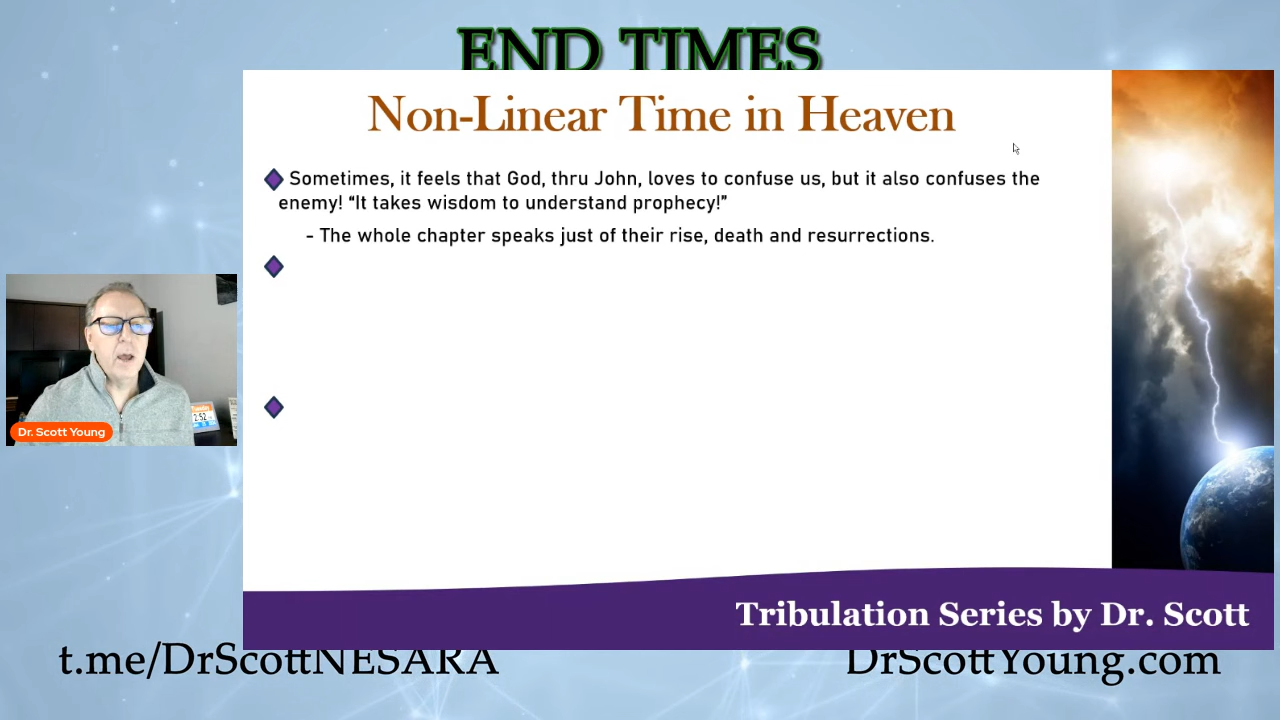 END TIMES
Non-Linear Time in Heaven
Sometimes, it feels that God, thru John, loves to confuse us, but it also confuses the
enemy! “It takes wisdom to understand prophecy!”
- The whole chapter speaks just of their rise, death and resurrections.
Dr. Scott Young
2:52
Tribulation Series by Dr. Scott
t.me/DrScottNESARA
DrScottYoung.com